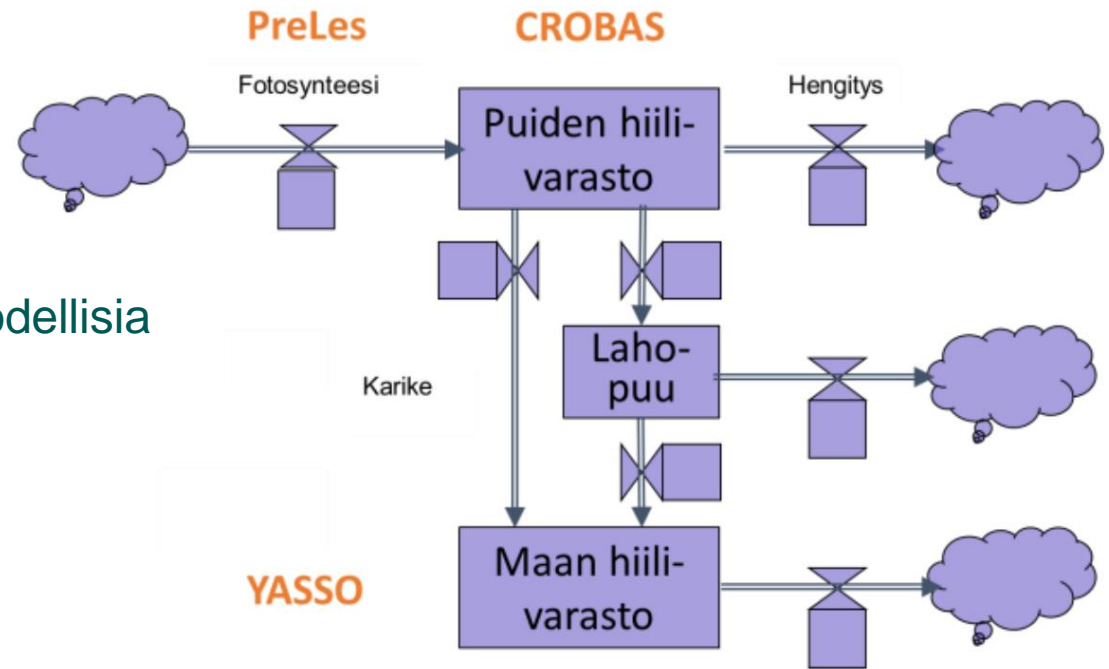 PreLes
CROBAS
Fotosynteesi
Hengitys
Puiden hiili-
varasto
odellisia
Laho-
puu
Karike
Maan hiili-
varasto
YASSO